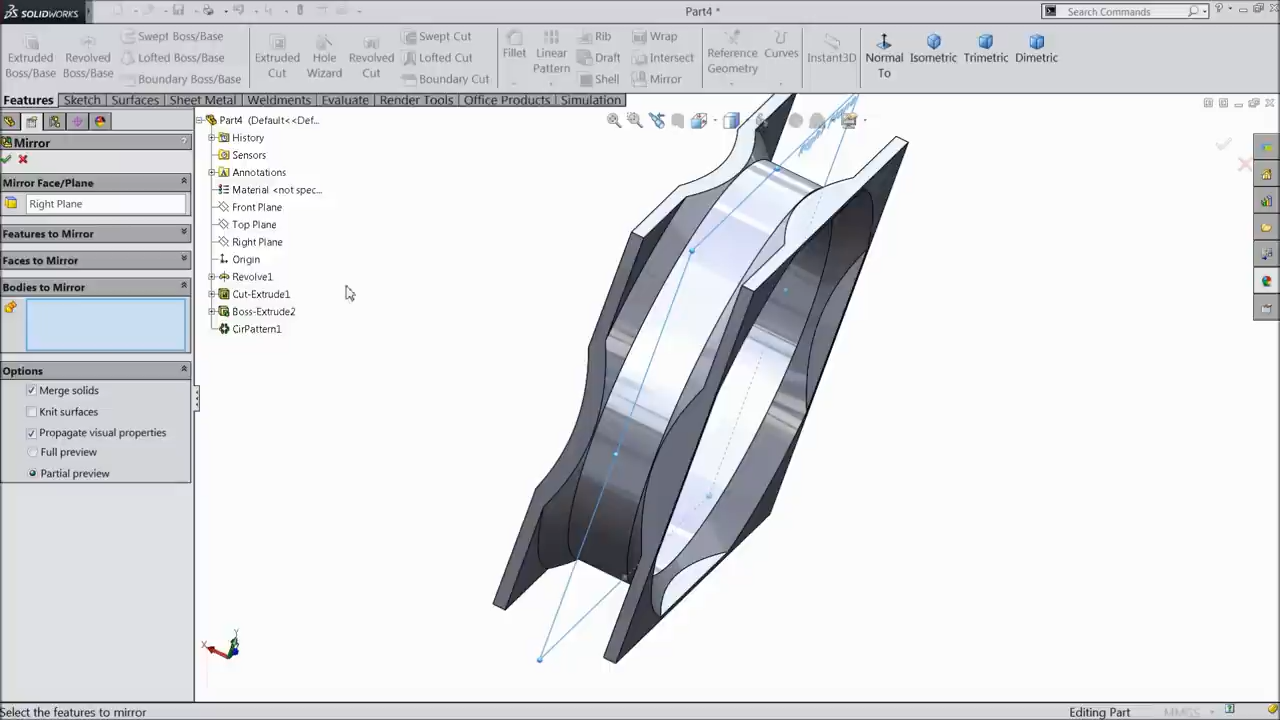 SOLIDWORKS
Part4 *
Search Commands
Extruded Boss/Base
Revolved Boss/Base
Swept Boss/Base
Lofted Boss/Base
Boundary Boss/Base
Extruded Cut
Hole Wizard
Revolved Cut
Swept Cut
Lofted Cut
Boundary Cut
Fillet
Linear Pattern
Rib
Draft
Shell
Wrap
Intersect
Mirror
Reference Geometry
Curves
Instant3D
Normal To
Isometric
Trimetric
Dimetric
Features
Sketch
Surfaces
Sheet Metal
Weldments
Evaluate
Render Tools
Office Products
Simulation
Mirror
Mirror Face/Plane
Right Plane
Features to Mirror
Faces to Mirror
Bodies to Mirror
Options
Merge solids
Knit surfaces
Propagate visual properties
Full preview
Partial preview
Part4 (Default<<Def...
History
Sensors
Annotations
Material <not spec...
Front Plane
Top Plane
Right Plane
Origin
Revolve1
Cut-Extrude1
Boss-Extrude2
CirPattern1
X
Y
Select the features to mirror
Editing Part
MMGS